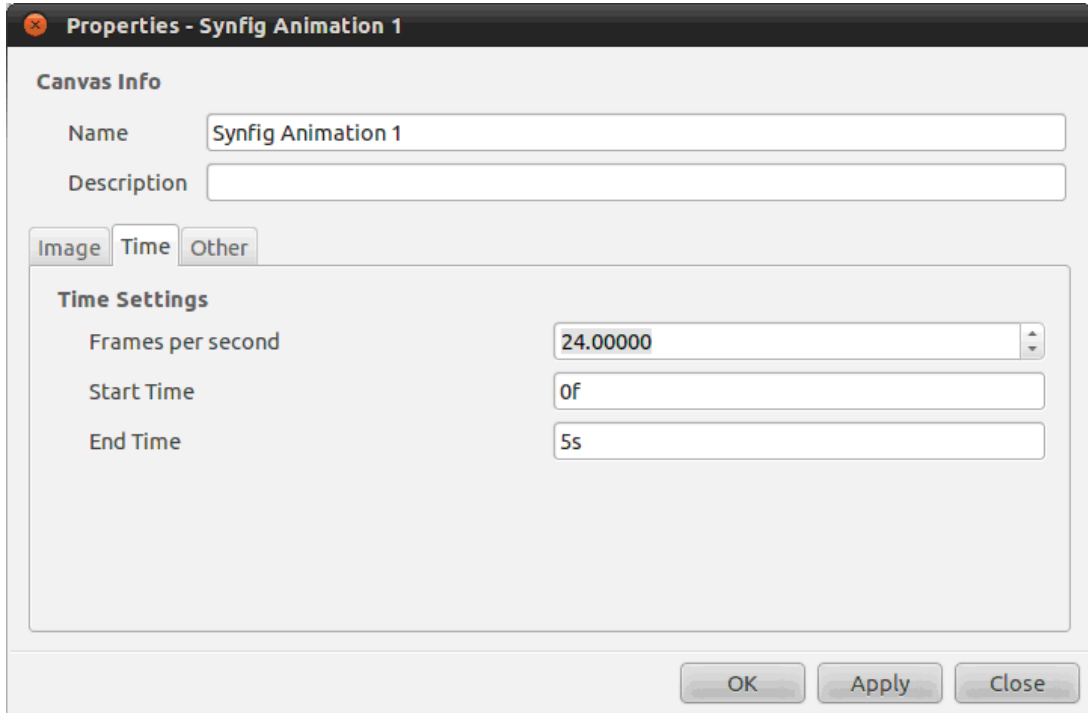 Properties - Synfig Animation 1
Canvas Info
Name Synfig Animation 1
Description
Image Time Other
Time Settings
Frames per second 24.00000
Start Time 0f
End Time 5s
OK Apply Close